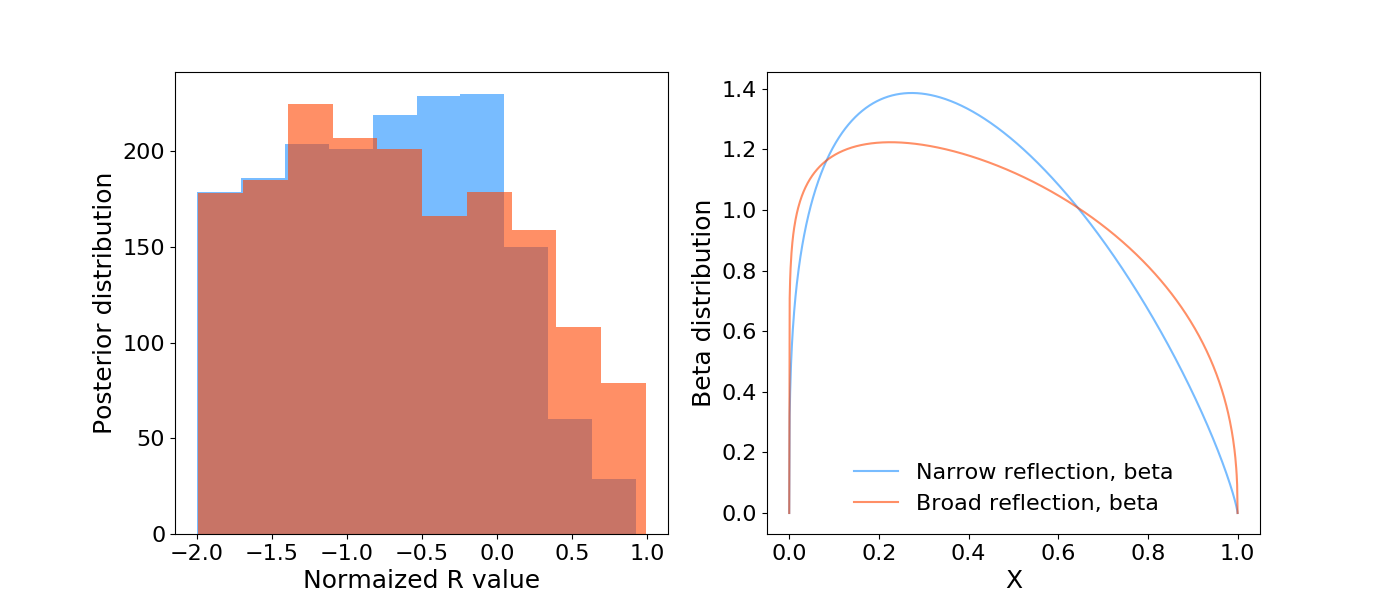 Posterior distribution
200
150
100
50
0
−2.0 −1.5 −1.0 −0.5 0.0 0.5 1.0
Normaized R value
Beta distribution
1.4
1.2
1.0
0.8
0.6
0.4
0.2
0.0
Narrow reflection, beta
Broad reflection, beta
0.0 0.2 0.4 0.6 0.8 1.0
X